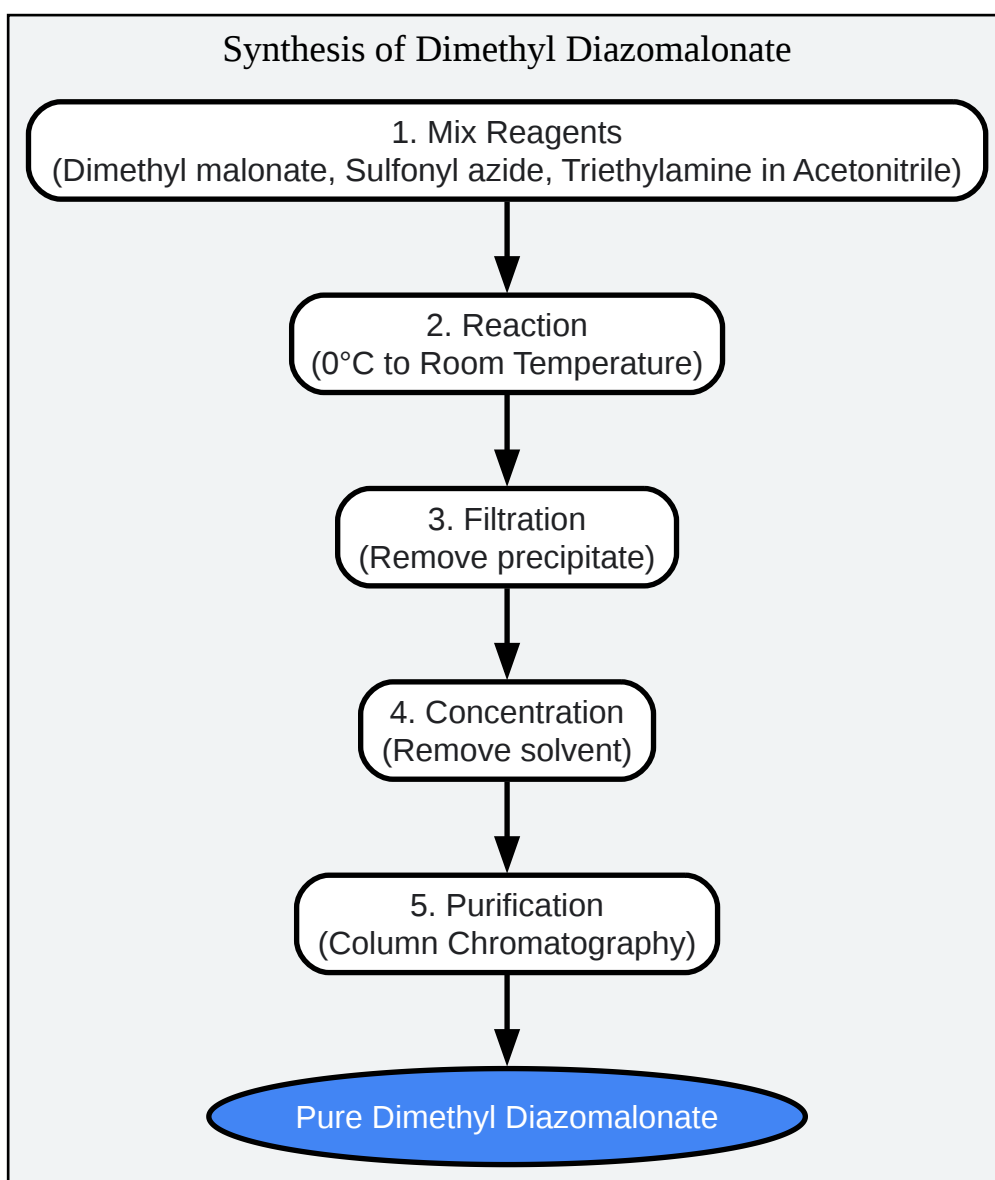 Synthesis of Dimethyl Diazomalonate
1. Mix Reagents
(Dimethyl malonate, Sulfonyl azide, Triethylamine in Acetonitrile)
2. Reaction
(0°C to Room Temperature)
3. Filtration
(Remove precipitate)
4. Concentration
(Remove solvent)
5. Purification
(Column Chromatography)
Pure Dimethyl Diazomalonate